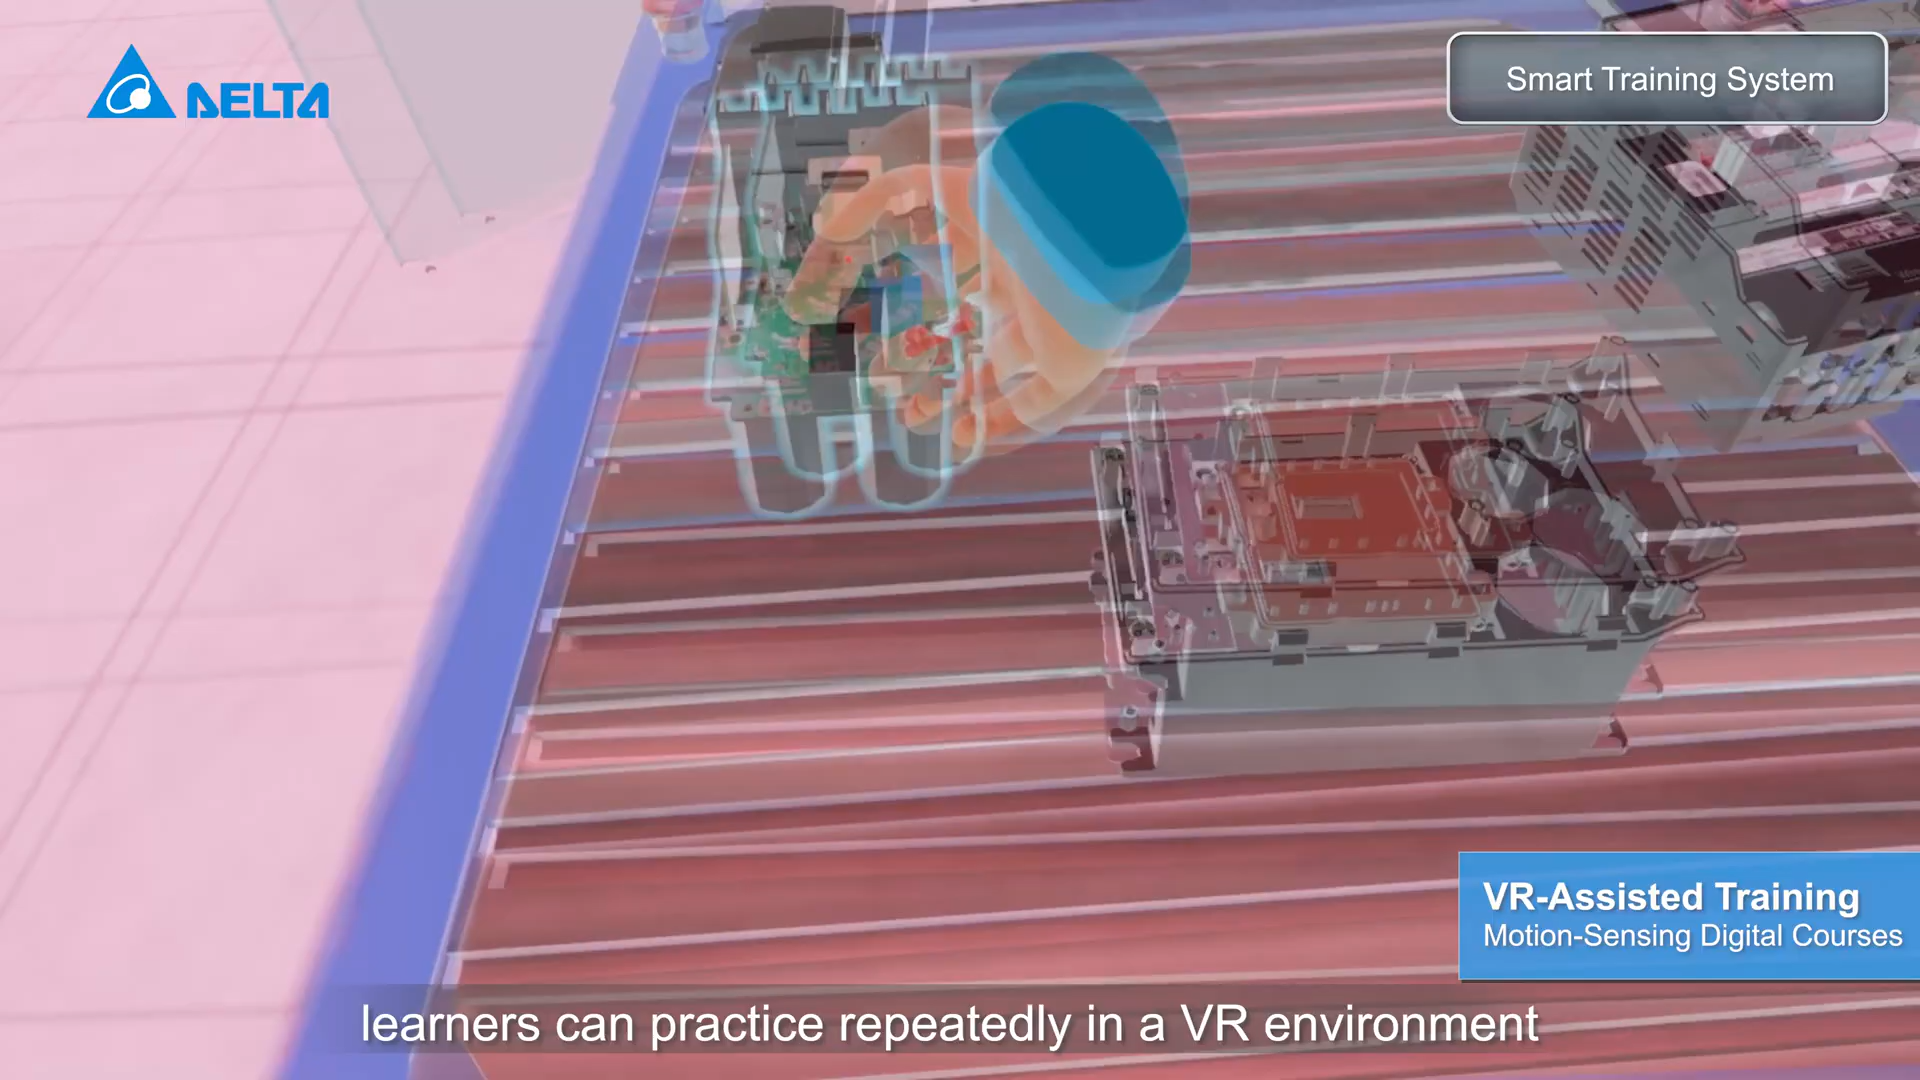 DELTA
Smart Training System
VR-Assisted Training
Motion-Sensing Digital Courses
learners can practice repeatedly in a VR environment